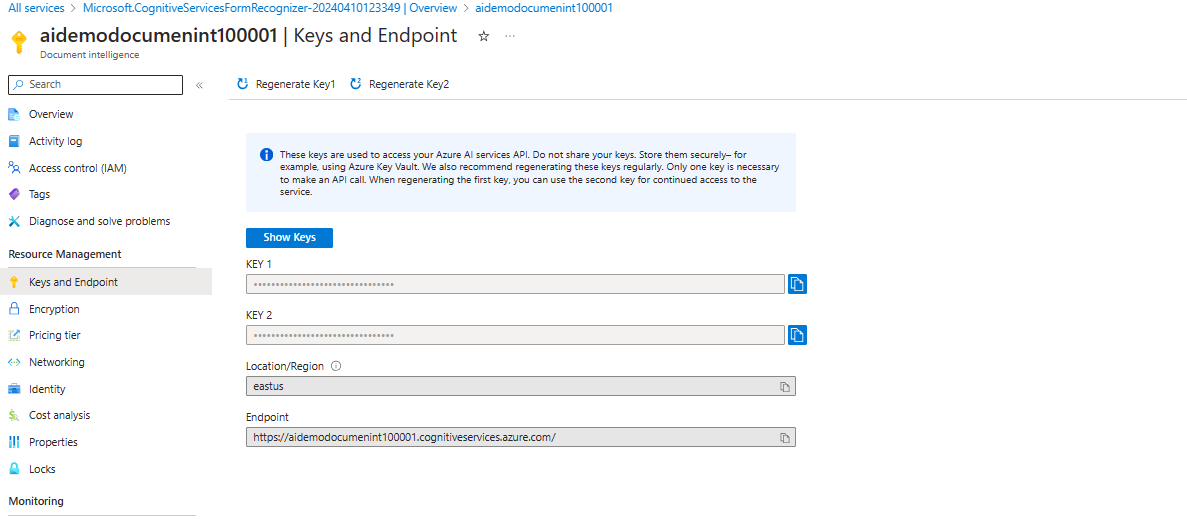 All services > Microsoft.CognitiveServicesFormRecognizer-20240410123349 | Overview > aidemodocumenint100001
aidemodocumenint100001 | Keys and Endpoint ☆ ...
Document intelligence
Search «
Regenerate Key1 Regenerate Key2
Overview
Activity log
Access control (IAM)
Tags
Diagnose and solve problems
Resource Management
Keys and Endpoint
Encryption
Pricing tier
Networking
Identity
Cost analysis
Properties
Locks
Monitoring
These keys are used to access your Azure AI services API. Do not share your keys. Store them securely– for
example, using Azure Key Vault. We also recommend regenerating these keys regularly. Only one key is necessary
to make an API call. When regenerating the first key, you can use the second key for continued access to the
service.
Show Keys
KEY 1
••••••••••••••••••••••••••••••••
KEY 2
••••••••••••••••••••••••••••••••
Location/Region
eastus
Endpoint
https://aidemodocumenint100001.cognitiveservices.azure.com/